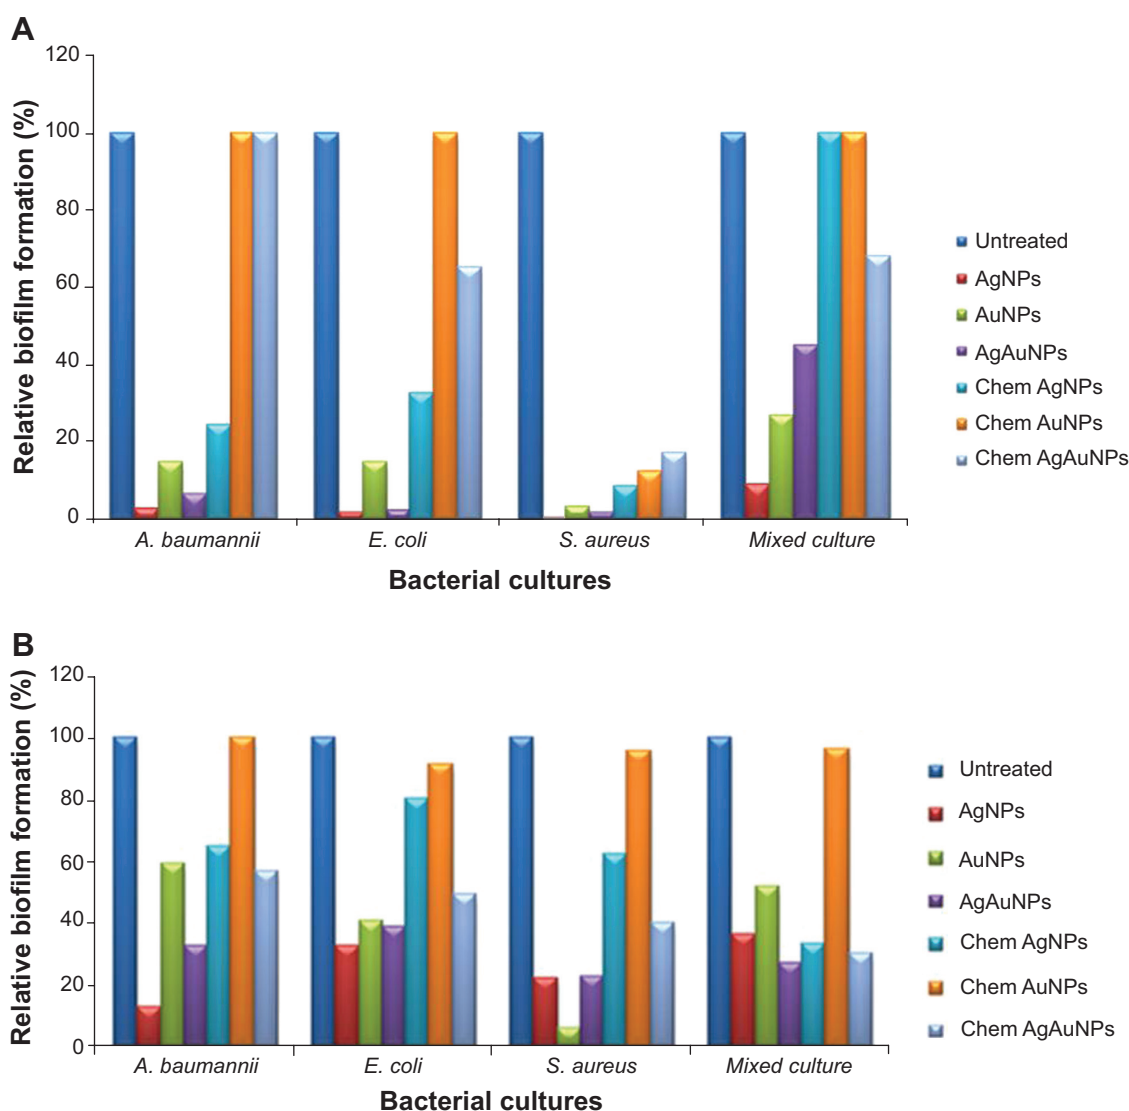 A
120
100
80
60
40
20
0
Relative biofilm formation (%)
A. baumannii E. coli S. aureus Mixed culture
Bacterial cultures
Untreated
AgNPs
AuNPs
AgAuNPs
Chem AgNPs
Chem AuNPs
Chem AgAuNPs
B
120
100
80
60
40
20
0
Relative biofilm formation (%)
A. baumannii E. coli S. aureus Mixed culture
Bacterial cultures
Untreated
AgNPs
AuNPs
AgAuNPs
Chem AgNPs
Chem AuNPs
Chem AgAuNPs